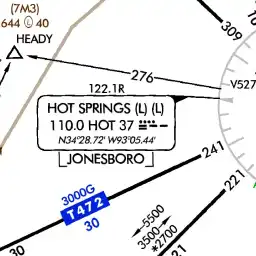 (7M3)
644 Ⓛ 40
HEADY
309
276
V527
122.1R
HOT SPRINGS (L) (L)
110.0 HOT 37
N34°28.72' W93°05.44'
JONESBORO
241
221
3000G
T472
30
5500
3500
*2700
30